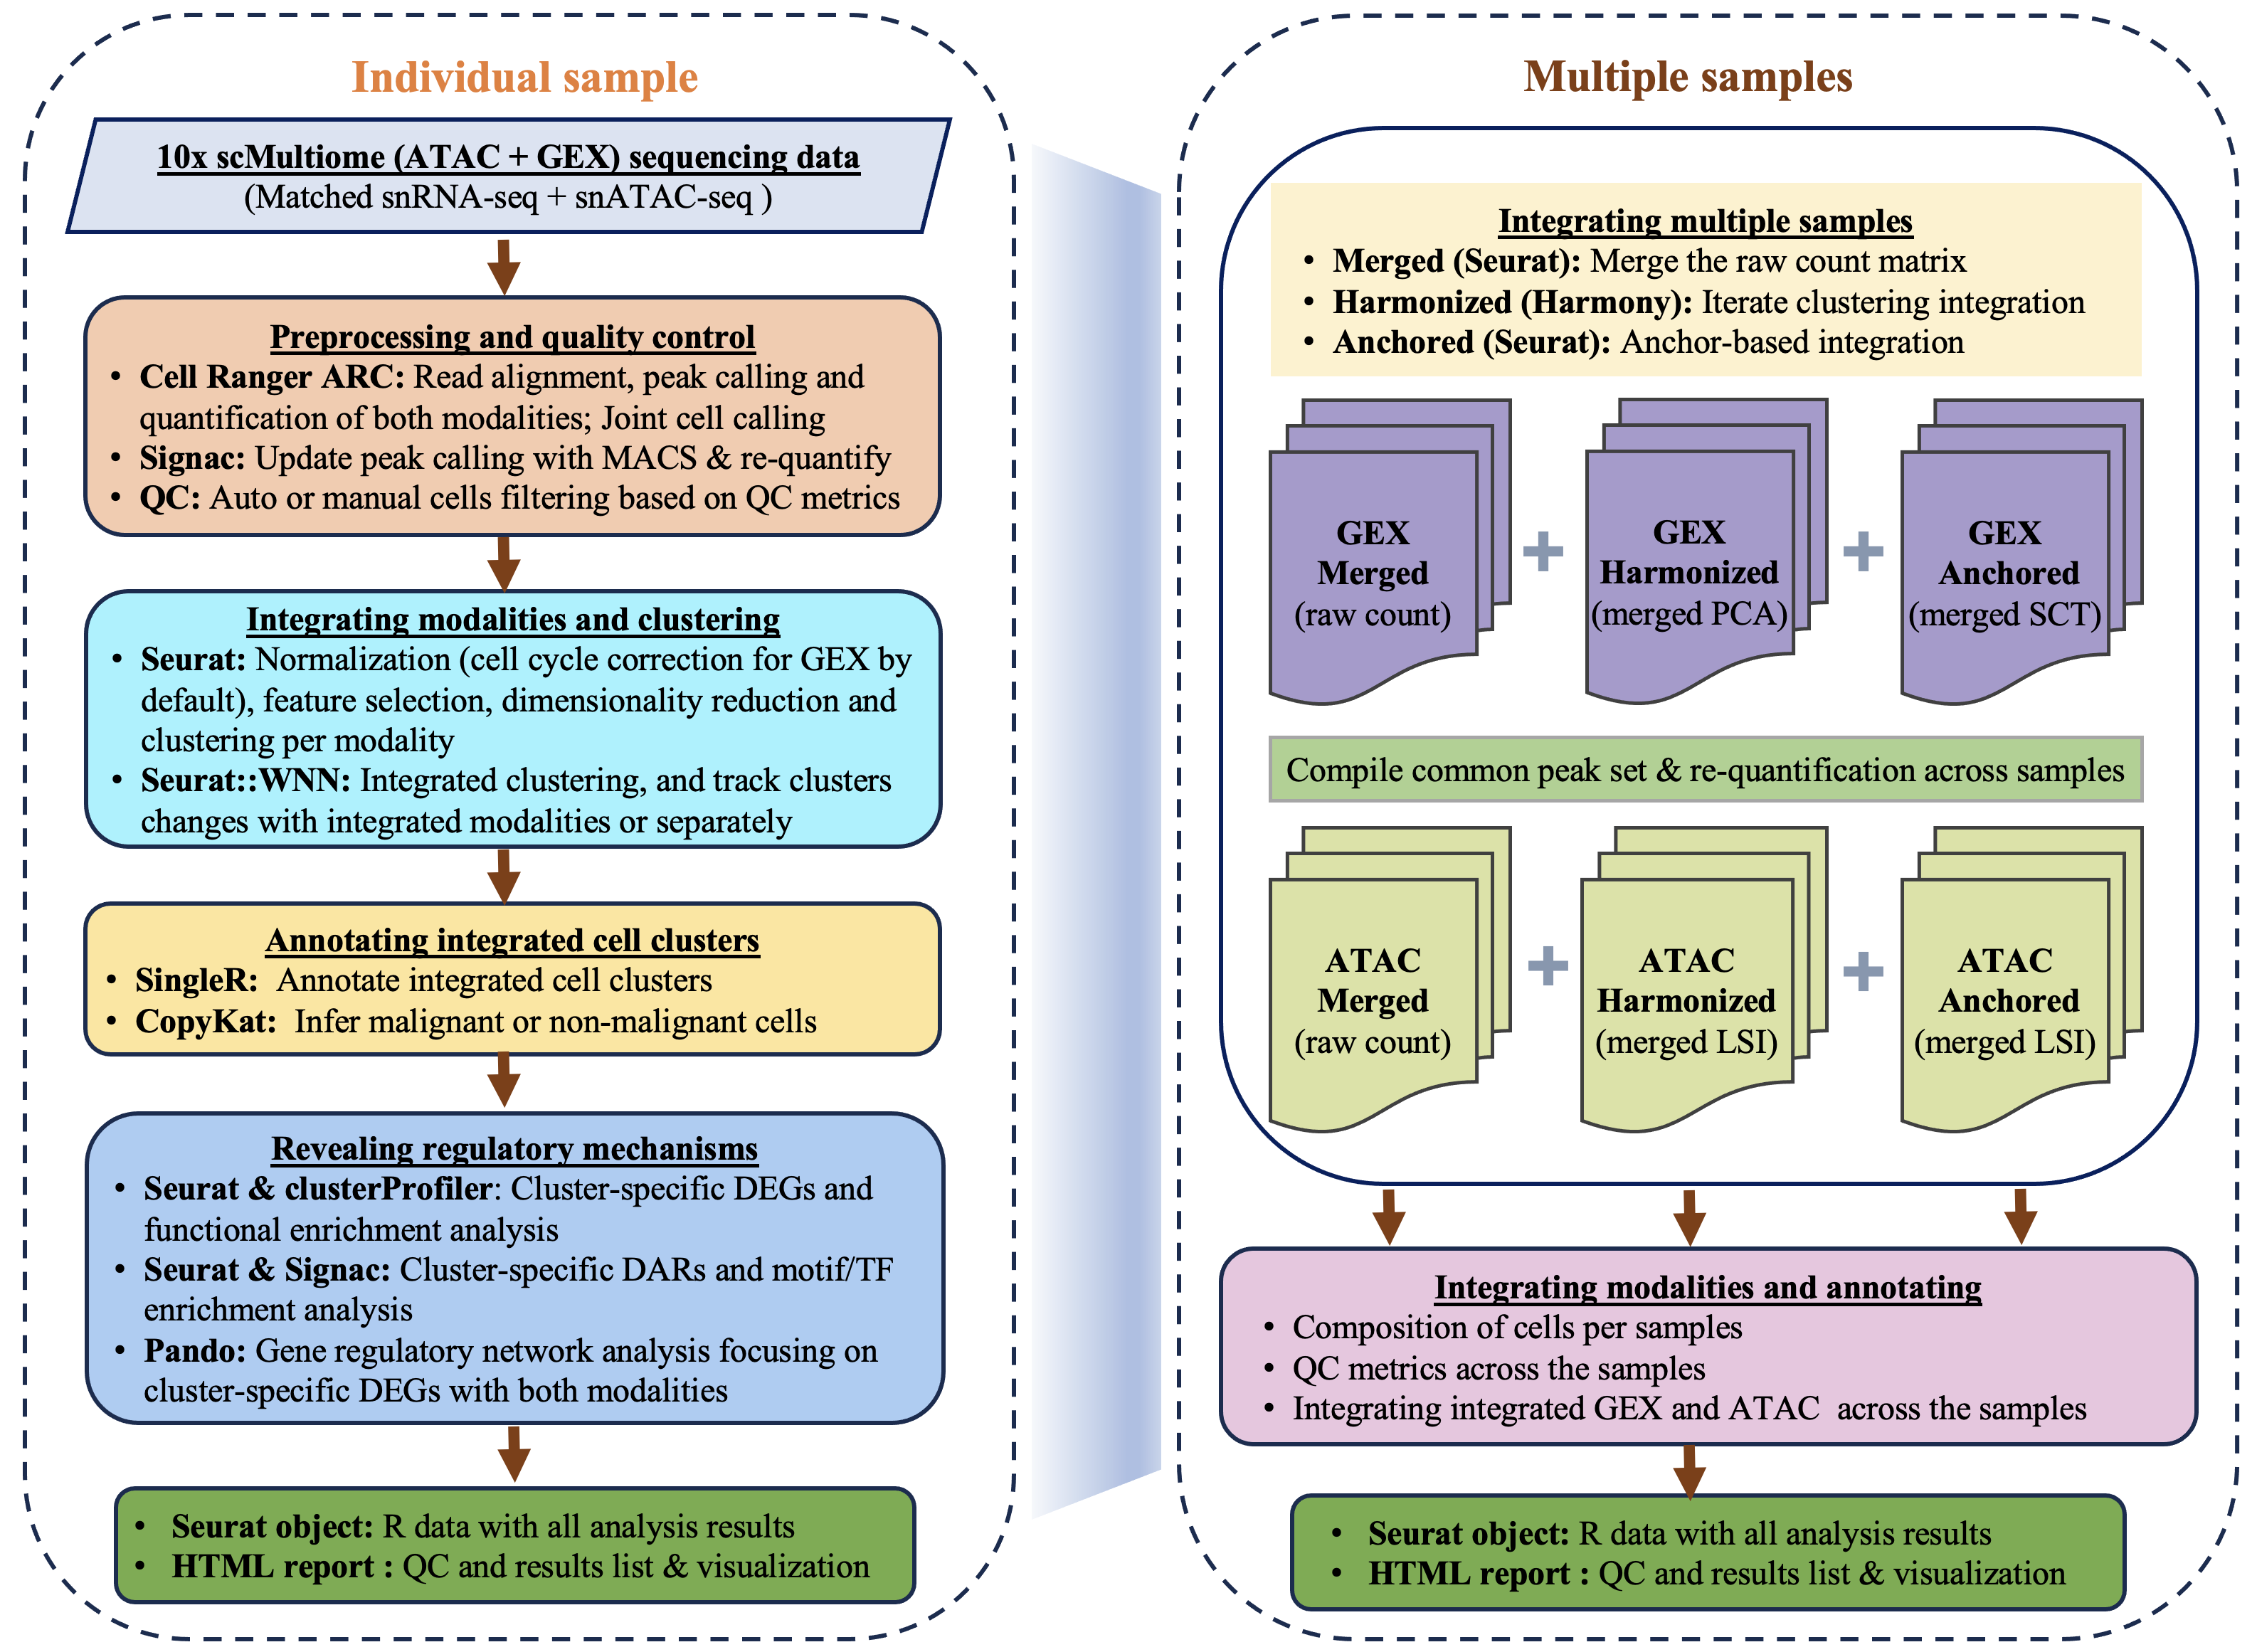 Individual sample
10x scMultiome (ATAC + GEX) sequencing data
(Matched snRNA-seq + snATAC-seq )
Preprocessing and quality control
• Cell Ranger ARC: Read alignment, peak calling and
quantification of both modalities; Joint cell calling
• Signac: Update peak calling with MACS & re-quantify
• QC: Auto or manual cells filtering based on QC metrics
Integrating modalities and clustering
• Seurat: Normalization (cell cycle correction for GEX by
default), feature selection, dimensionality reduction and
clustering per modality
• Seurat::WNN: Integrated clustering, and track clusters
changes with integrated modalities or separately
Annotating integrated cell clusters
• SingleR: Annotate integrated cell clusters
• CopyKat: Infer malignant or non-malignant cells
Revealing regulatory mechanisms
• Seurat & clusterProfiler: Cluster-specific DEGs and
functional enrichment analysis
• Seurat & Signac: Cluster-specific DARs and motif/TF
enrichment analysis
• Pando: Gene regulatory network analysis focusing on
cluster-specific DEGs with both modalities
• Seurat object: R data with all analysis results
• HTML report : QC and results list & visualization
Multiple samples
Integrating multiple samples
• Merged (Seurat): Merge the raw count matrix
• Harmonized (Harmony): Iterate clustering integration
• Anchored (Seurat): Anchor-based integration
GEX
Merged
(raw count)
+
GEX
Harmonized
(merged PCA)
+
GEX
Anchored
(merged SCT)
Compile common peak set & re-quantification across samples
ATAC
Merged
(raw count)
+
ATAC
Harmonized
(merged LSI)
+
ATAC
Anchored
(merged LSI)
Integrating modalities and annotating
• Composition of cells per samples
• QC metrics across the samples
• Integrating integrated GEX and ATAC across the samples
• Seurat object: R data with all analysis results
• HTML report : QC and results list & visualization